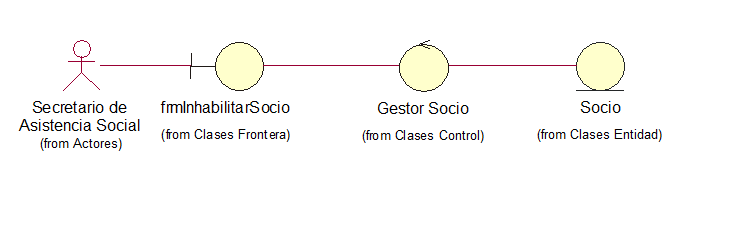 Secretario de
Asistencia Social
(from Actores)
frmInhabilitarSocio
(from Clases Frontera)
Gestor Socio
(from Clases Control)
Socio
(from Clases Entidad)